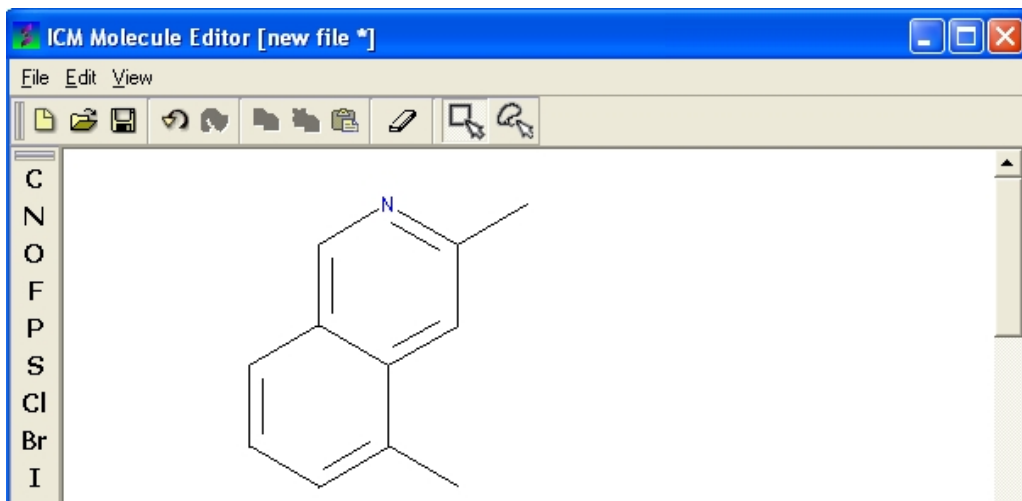 ICM Molecule Editor [new file *]
File Edit View
C
N
O
F
P
S
Cl
Br
I
N